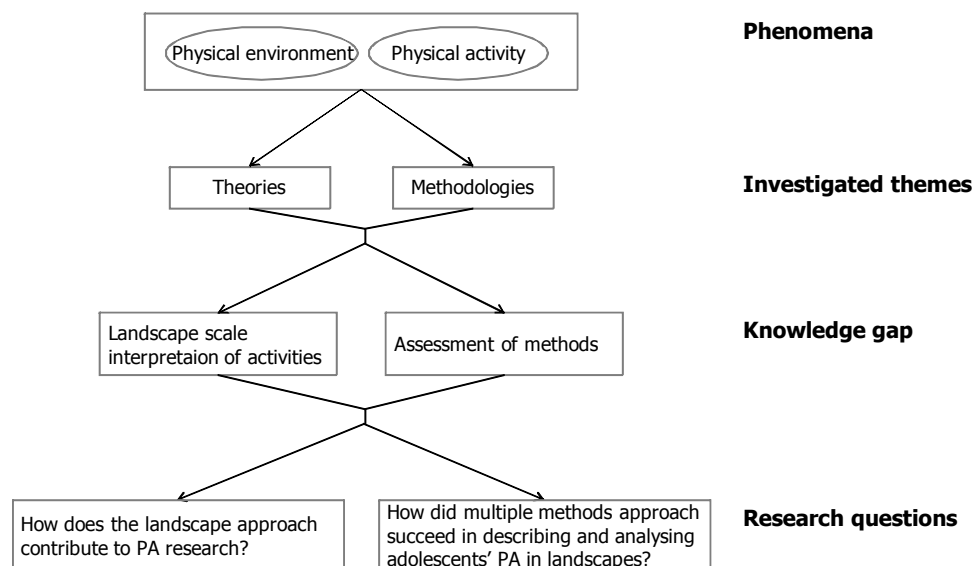 Phenomena
Physical environment
Physical activity
Theories
Methodologies
Investigated themes
Landscape scale
interpretaion of activities
Assessment of methods
Knowledge gap
How does the landscape approach
contribute to PA research?
How did multiple methods approach
succeed in describing and analysing
adolescents’ PA in landscapes?
Research questions